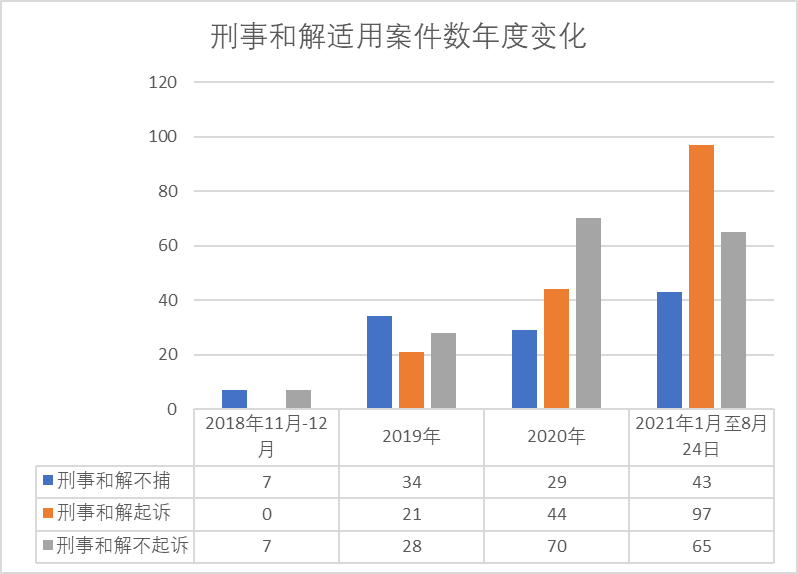 刑事和解适用案件数年度变化
120
100
80
60
40
20
0
2018年11月-12
月
2019年
2020年
2021年1月至8月
24日
刑事和解不捕 7 34 29 43
刑事和解起诉 0 21 44 97
刑事和解不起诉 7 28 70 65